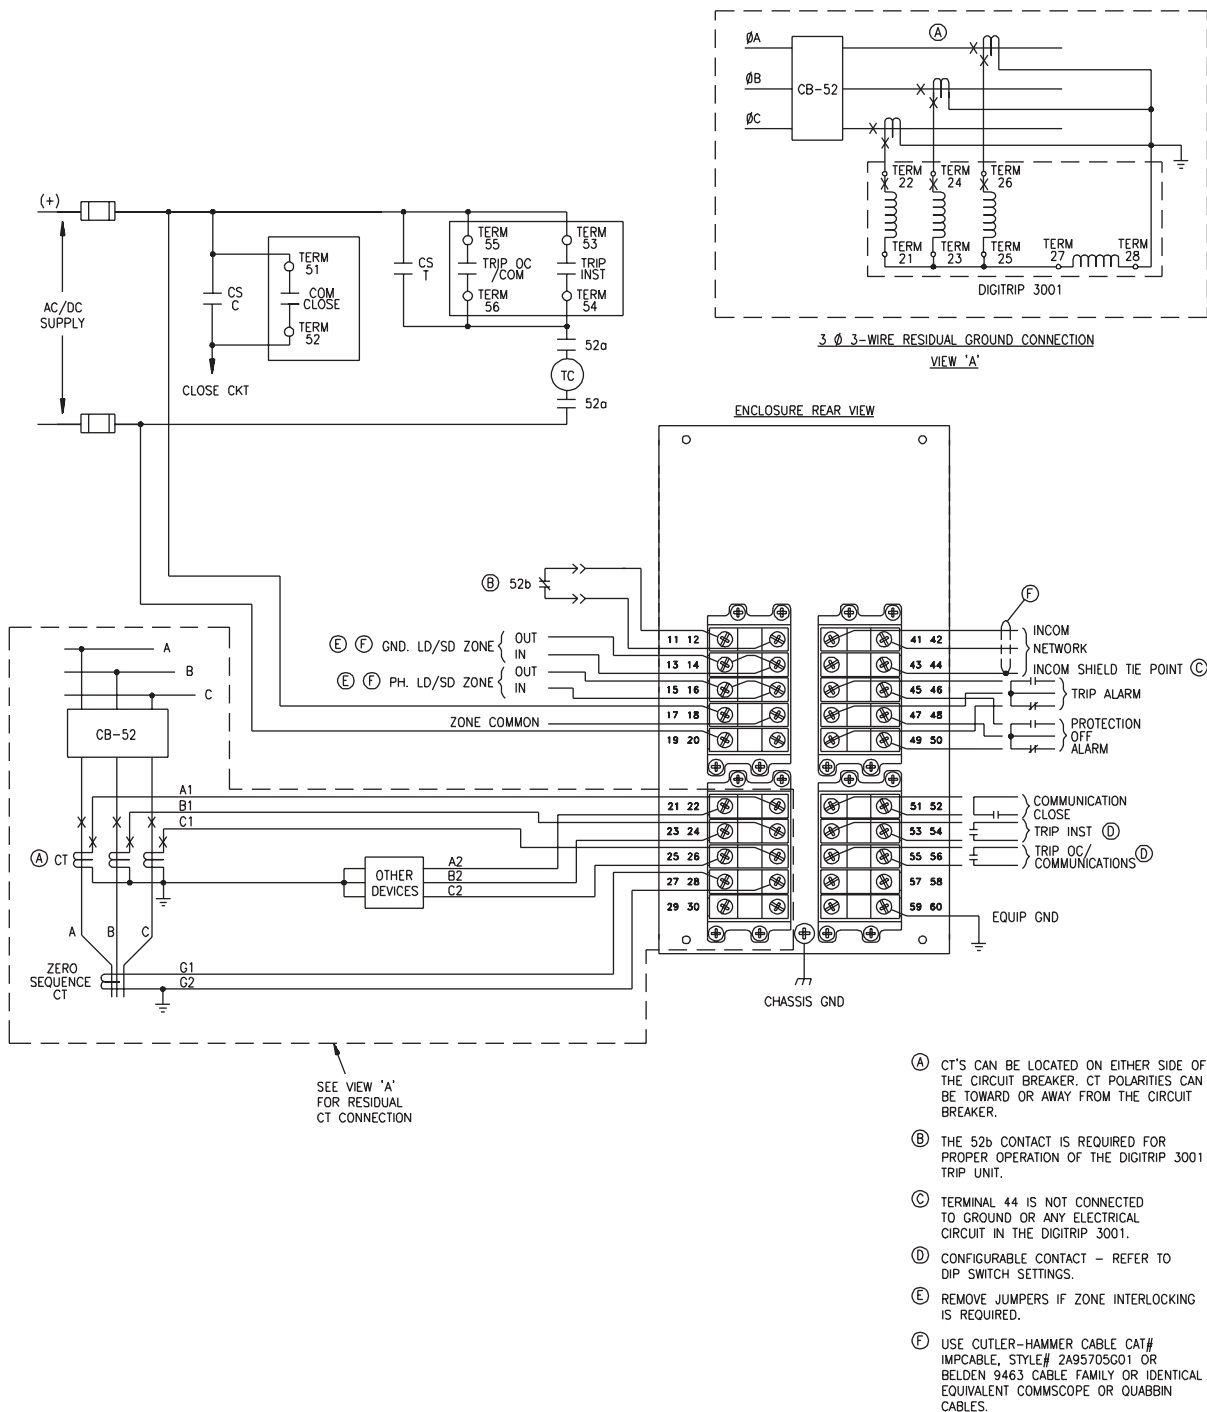 ØA
(A)
ØB
CB-52
ØC
TERM 22
TERM 24
TERM 26
TERM 21
TERM 23
TERM 25
TERM 27
TERM 28
DIGITRIP 3001
3 Ø 3-WIRE RESIDUAL GROUND CONNECTION
VIEW 'A'
(+)
AC/DC
SUPPLY
CS
C
TERM
51
COM
CLOSE
TERM
52
CLOSE CKT
CS
T
TERM
55
TRIP OC
/COM
TERM
56
TERM
53
TRIP
INST
TERM
54
52a
TC
52a
ENCLOSURE REAR VIEW
(B) 52b
(E) (F) GND. LD/SD ZONE
OUT
IN
(E) (F) PH. LD/SD ZONE
OUT
IN
ZONE COMMON
11 12
13 14
15 16
17 18
19 20
21 22
23 24
25 26
27 28
29 30
41 42
43 44
45 46
47 48
49 50
51 52
53 54
55 56
57 58
59 60
(F)
INCOM
NETWORK
INCOM SHIELD TIE POINT (C)
TRIP ALARM
PROTECTION
OFF
ALARM
COMMUNICATION
CLOSE
TRIP INST (D)
TRIP OC/
COMMUNICATIONS (D)
EQUIP GND
CHASSIS GND
A
B
C
CB-52
A1
B1
C1
(A) CT
OTHER
DEVICES
A2
B2
C2
A B C
ZERO
SEQUENCE
CT
G1
G2
SEE VIEW 'A'
FOR RESIDUAL
CT CONNECTION
(A) CT'S CAN BE LOCATED ON EITHER SIDE OF
THE CIRCUIT BREAKER. CT POLARITIES CAN
BE TOWARD OR AWAY FROM THE CIRCUIT
BREAKER.
(B) THE 52b CONTACT IS REQUIRED FOR
PROPER OPERATION OF THE DIGITRIP 3001
TRIP UNIT.
(C) TERMINAL 44 IS NOT CONNECTED
TO GROUND OR ANY ELECTRICAL
CIRCUIT IN THE DIGITRIP 3001.
(D) CONFIGURABLE CONTACT – REFER TO
DIP SWITCH SETTINGS.
(E) REMOVE JUMPERS IF ZONE INTERLOCKING
IS REQUIRED.
(F) USE CUTLER-HAMMER CABLE CAT#
IMPCABLE, STYLE# 2A95705G01 OR
BELDEN 9463 CABLE FAMILY OR IDENTICAL
EQUIVALENT COMMSCOPE OR QUABBIN
CABLES.